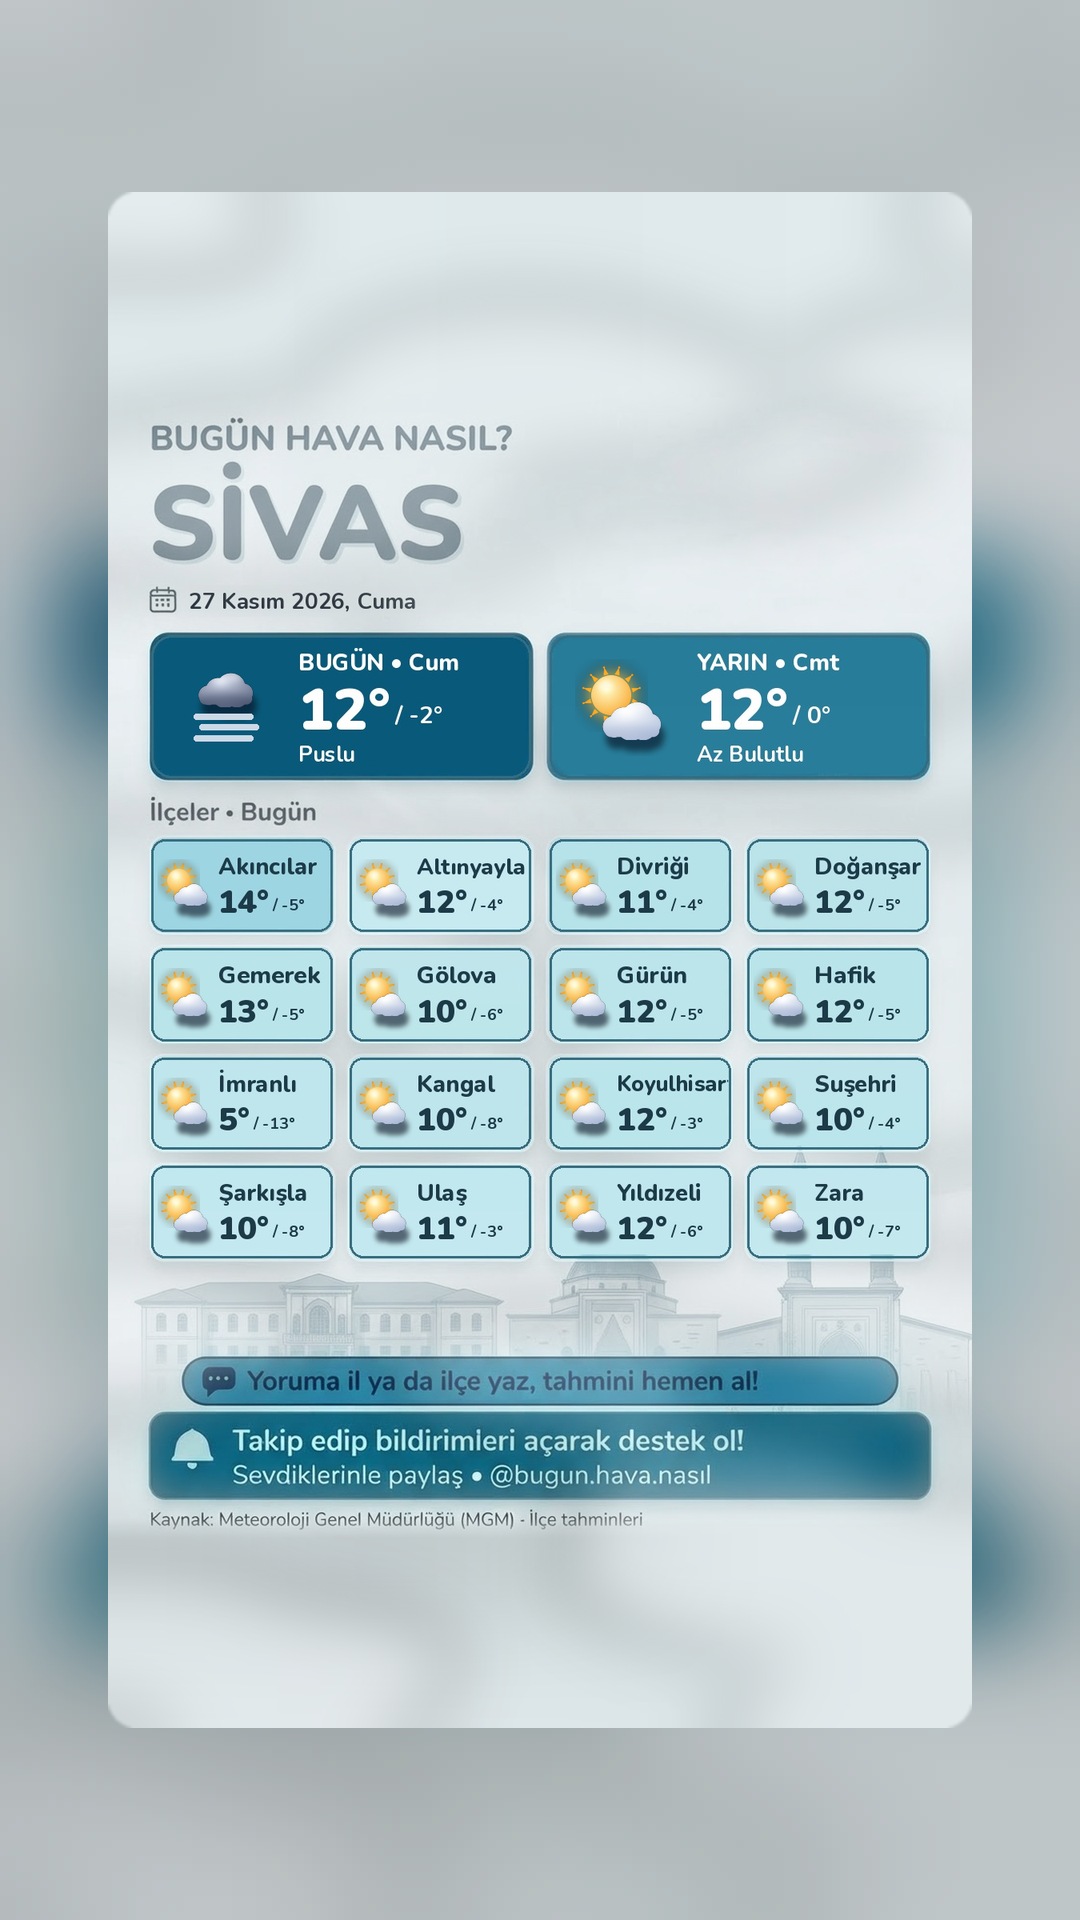 BUGÜN HAVA NASIL?
SİVAS
27 Kasım 2026, Cuma
BUGÜN • Cum
12° / -2°
Puslu
YARIN • Cmt
12° / 0°
Az Bulutlu
İlçeler • Bugün
Akıncılar
14° / -5°
Altınyayla
12° / -4°
Divriği
11° / -4°
Doğanşar
12° / -5°
Gemerek
13° / -5°
Gölova
10° / -6°
Gürün
12° / -5°
Hafik
12° / -5°
İmranlı
5° / -13°
Kangal
10° / -8°
Koyulhisar
12° / -3°
Suşehri
10° / -4°
Şarkışla
10° / -8°
Ulaş
11° / -3°
Yıldızeli
12° / -6°
Zara
10° / -7°
Yoruma il ya da ilçe yaz, tahmini hemen al!
Takip edip bildirimleri açarak destek ol!
Sevdiklerinle paylaş • @bugun.hava.nasıl
Kaynak: Meteoroloji Genel Müdürlüğü (MGM) - İlçe tahminleri